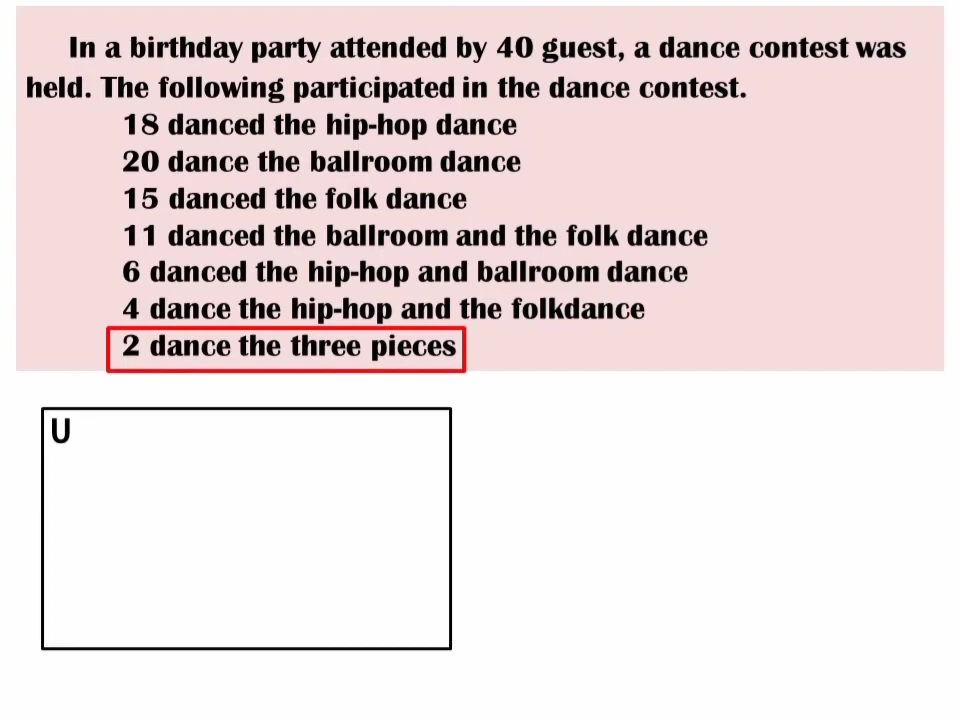 In a birthday party attended by 40 guest, a dance contest was
held. The following participated in the dance contest.
18 danced the hip-hop dance
20 dance the ballroom dance
15 danced the folk dance
11 danced the ballroom and the folk dance
6 danced the hip-hop and ballroom dance
4 dance the hip-hop and the folkdance
2 dance the three pieces
U